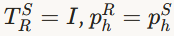 T_R^S = I, p_h^R = p_h^S